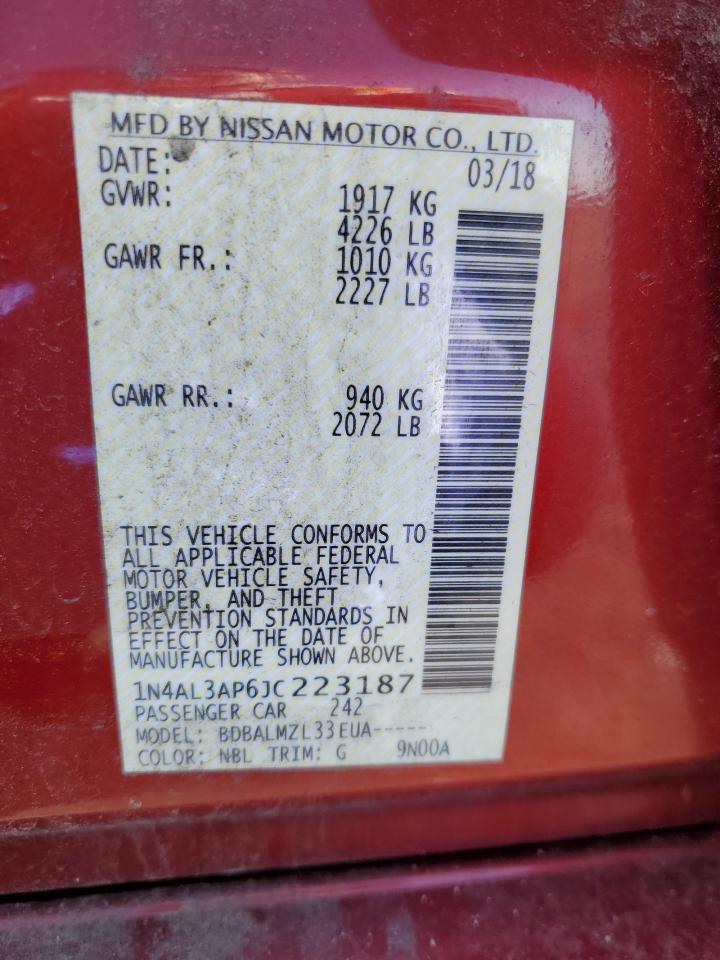 MFD BY NISSAN MOTOR CO., LTD.
DATE: 03/18
GVWR: 1917 KG
4226 LB
GAWR FR.: 1010 KG
2227 LB
GAWR RR.: 940 KG
2072 LB
THIS VEHICLE CONFORMS TO
ALL APPLICABLE FEDERAL
MOTOR VEHICLE SAFETY,
BUMPER, AND THEFT
PREVENTION STANDARDS IN
EFFECT ON THE DATE OF
MANUFACTURE SHOWN ABOVE.
1N4AL3AP6JC223187
PASSENGER CAR 242
MODEL: BDBALMZL33EUA-----
COLOR: NBL TRIM: G 9N00A